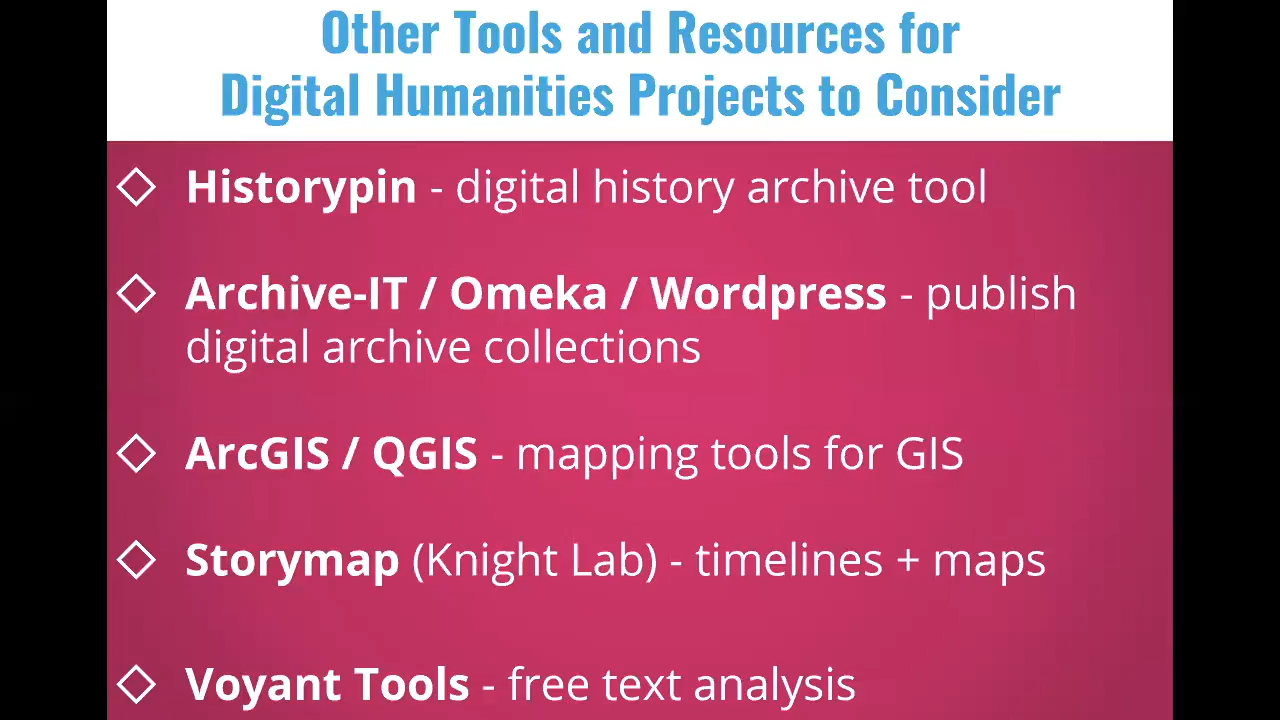 Other Tools and Resources for
Digital Humanities Projects to Consider
Historypin - digital history archive tool
Archive-IT / Omeka / Wordpress - publish
digital archive collections
ArcGIS / QGIS - mapping tools for GIS
Storymap (Knight Lab) - timelines + maps
Voyant Tools - free text analysis